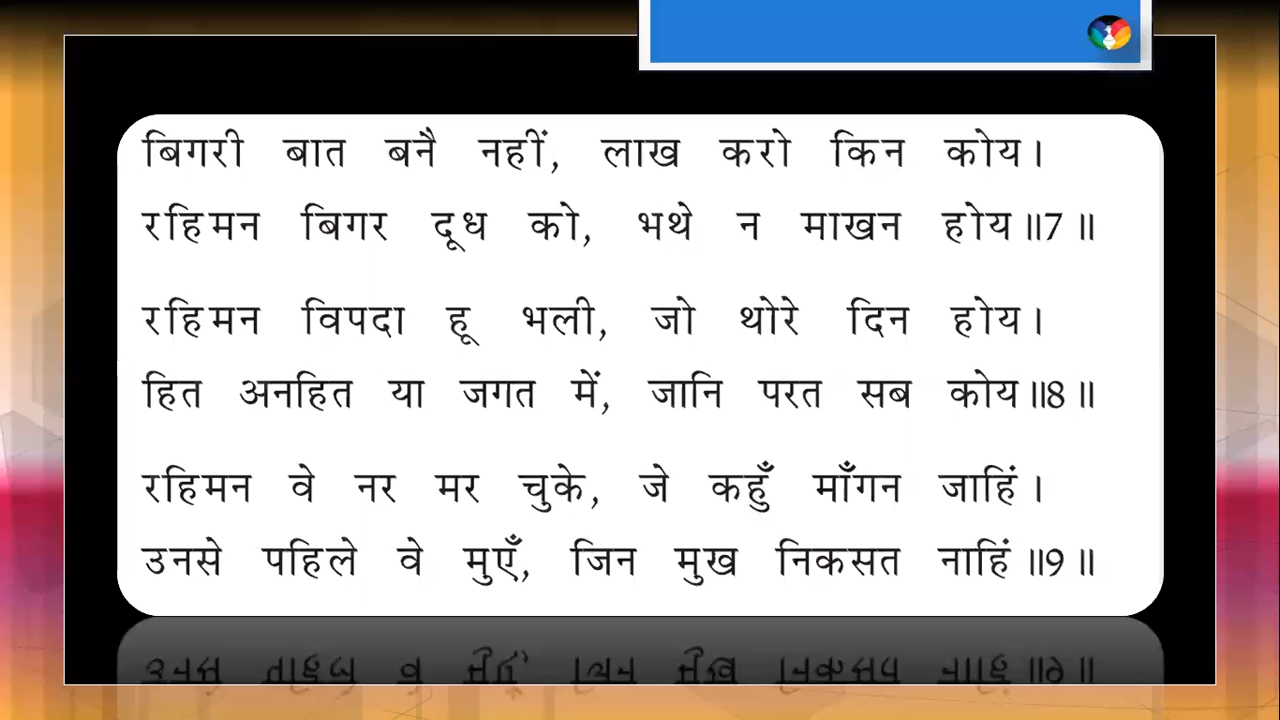 बिगरी बात बनै नहीं, लाख करो किन कोय।
रहिमन बिगर दूध को, भथे न माखन होय॥7॥
रहिमन विपदा हू भली, जो थोरे दिन होय।
हित अनहित या जगत में, जानि परत सब कोय॥8॥
रहिमन वे नर मर चुके, जे कहुँ माँगन जाहिं।
उनसे पहिले वे मुएँ, जिन मुख निकसत नाहिं॥9॥